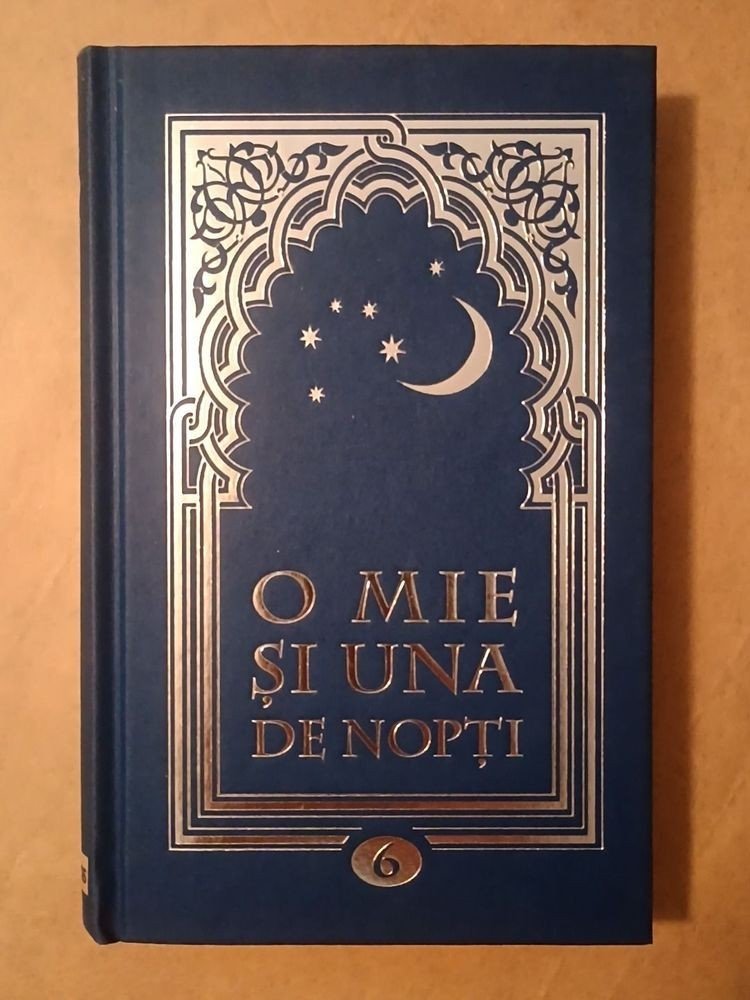 O MIE
ȘI UNA
DE NOPȚI
6